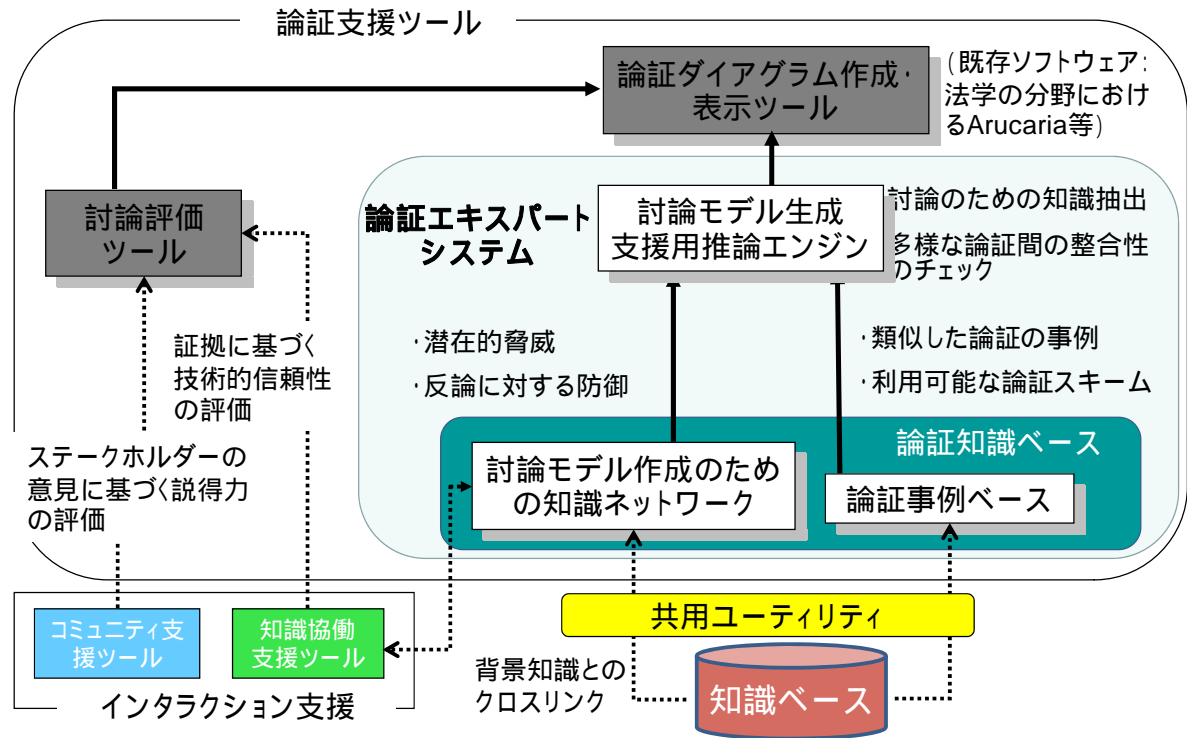 論証支援ツール
論証ダイアグラム作成・
表示ツール
(既存ソフトウェア:
法学の分野におけ
るArucaria等)
討論評価
ツール
論証エキスパート
システム
討論モデル生成
支援用推論エンジン
討論のための知識抽出
多様な論証間の整合性
のチェック
証拠に基づく
技術的信頼性
の評価
・潜在的脅威
・反論に対する防御
・類似した論証の事例
・利用可能な論証スキーム
ステークホルダーの
意見に基づく説得力
の評価
論証知識ベース
討論モデル作成のため
の知識ネットワーク
論証事例ベース
コミュニティ支
援ツール
知識協働
支援ツール
インタラクション支援
共用ユーティリティ
背景知識との
クロスリンク
知識ベース